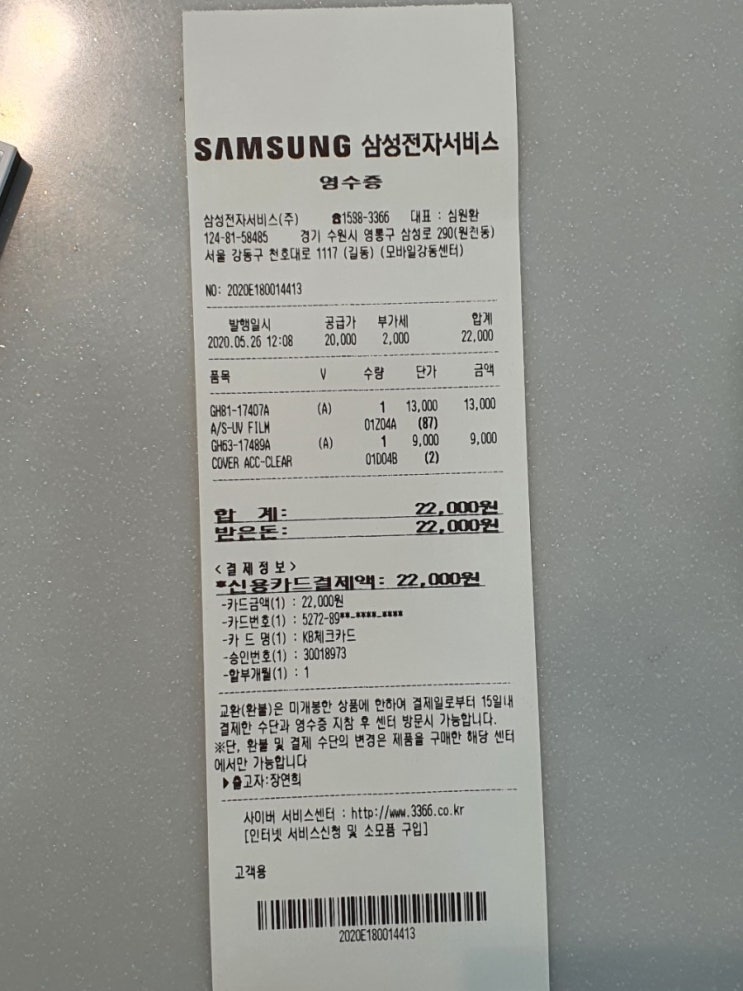 SAMSUNG 삼성전자서비스
영수증
삼성전자서비스(주) ☎1598-3366 대표 : 심원환
124-81-58485 경기 수원시 영통구 삼성로 290(원천동)
서울 강동구 천호대로 1117 (길동) (모바일강동센터)
NO: 2020E180014413
발행일시 공급가 부가세 합계
2020.05.26 12:08 20,000 2,000 22,000
품목 V 수량 단가 금액
GH81-17407A (A) 1 13,000 13,000
A/S-UV FILM 01Z04A (87)
GH63-17489A (A) 1 9,000 9,000
COVER ACC-CLEAR 01D04B (2)
합 계: 22,000원
받은돈: 22,000원
<결제정보>
*신용카드결제액: 22,000원
-카드금액(1) : 22,000원
-카드번호(1) : 5272-89**-****-****
-카 드 명(1) : KB체크카드
-승인번호(1) : 30018973
-할부개월(1) : 1
교환(환불)은 미개봉한 상품에 한하여 결제일로부터 15일내
결제한 수단과 영수증 지참 후 센터 방문시 가능합니다.
※단, 환불 및 결제 수단의 변경은 제품을 구매한 해당 센터
에서만 가능합니다
▶출고자:장연희
사이버 서비스센터 : http://www.3366.co.kr
[인터넷 서비스신청 및 소모품 구입]
고객용
2020E180014413